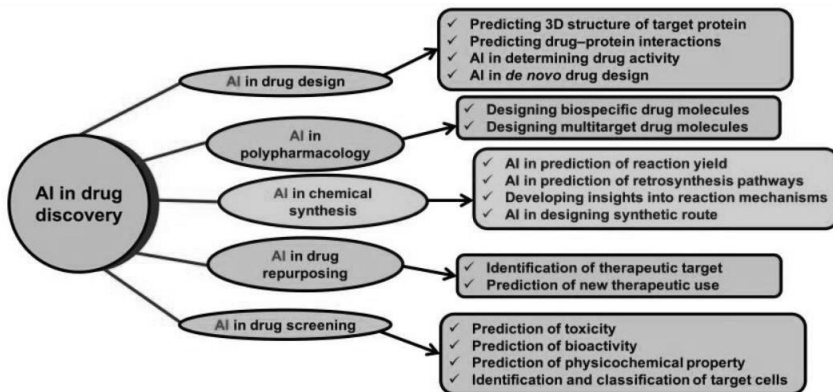 AI in drug
discovery
AI in drug design
✓ Predicting 3D structure of target protein
✓ Predicting drug–protein interactions
✓ AI in determining drug activity
✓ AI in de novo drug design
AI in
polypharmacology
✓ Designing biospecific drug molecules
✓ Designing multitarget drug molecules
AI in chemical
synthesis
✓ AI in prediction of reaction yield
✓ AI in prediction of retrosynthesis pathways
✓ Developing insights into reaction mechanisms
✓ AI in designing synthetic route
AI in drug
repurposing
✓ Identification of therapeutic target
✓ Prediction of new therapeutic use
AI in drug screening
✓ Prediction of toxicity
✓ Prediction of bioactivity
✓ Prediction of physicochemical property
✓ Identification and classification of target cells